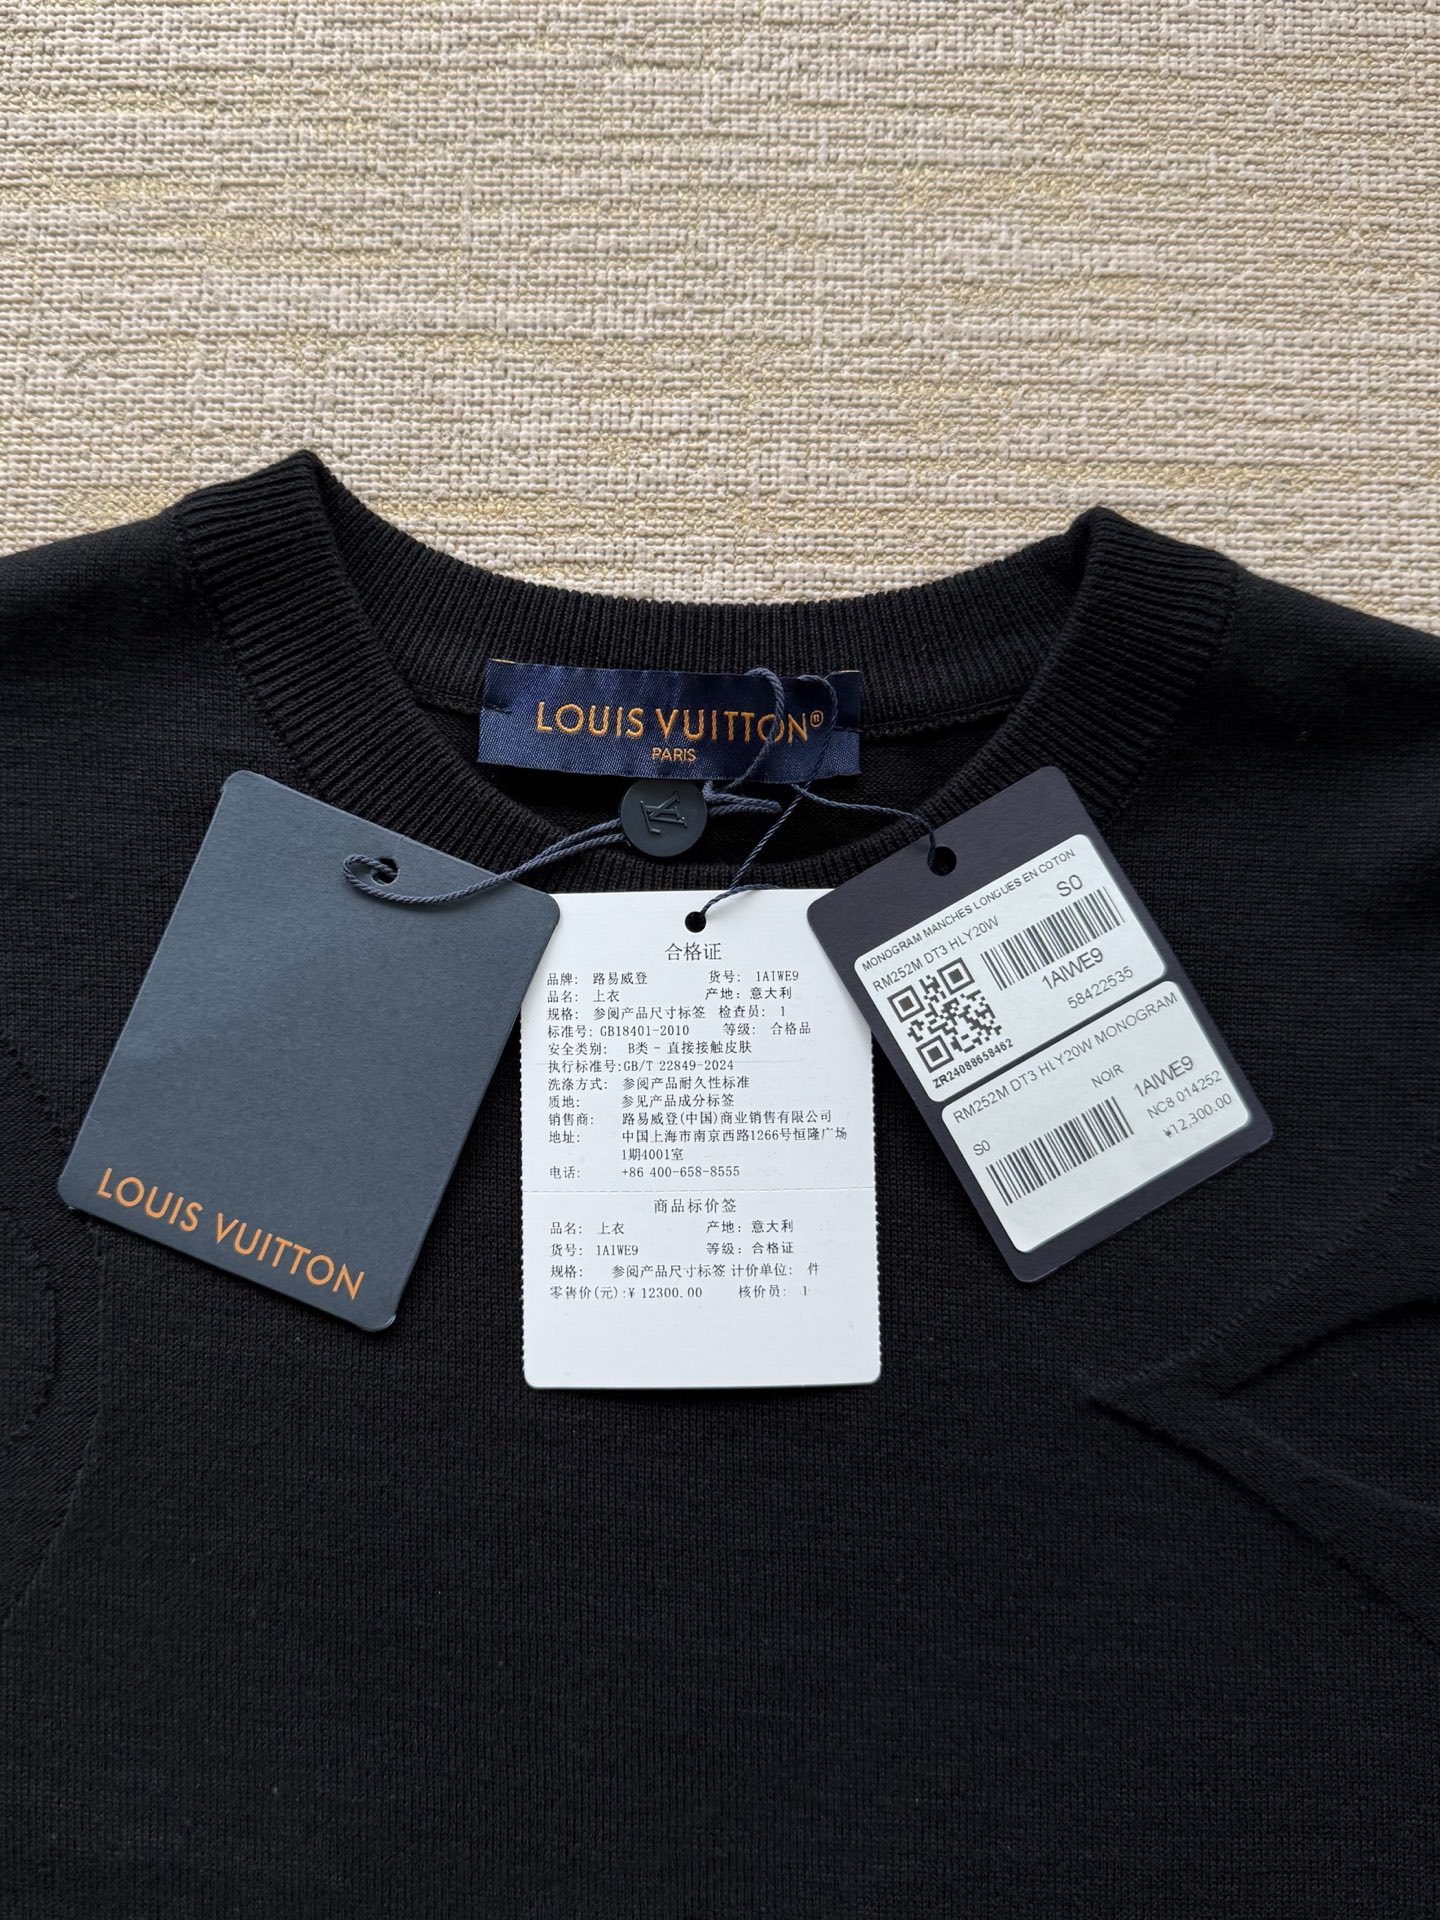 LOUIS VUITTON®
PARIS
LV
LOUIS VUITTON
合格证
品牌: 路易威登 货号: 1AIWE9
品名: 上衣 产地: 意大利
规格: 参阅产品尺寸标签 检查员: 1
标准号: GB18401-2010 等级: 合格品
安全类别: B类 - 直接接触皮肤
执行标准号:GB/T 22849-2024
洗涤方式: 参阅产品耐久性标准
质地: 参见产品成分标签
销售商: 路易威登(中国)商业销售有限公司
地址: 中国上海市南京西路1266号恒隆广场
1期4001室
电话: +86 400-658-8555
商品标价签
品名: 上衣 产地: 意大利
货号: 1AIWE9 等级: 合格证
规格: 参阅产品尺寸标签 计价单位: 件
零售价(元):¥ 12300.00 核价员: 1
MONOGRAM MANCHES LONGUES EN COTON
RM252M DT3 HLY20W S0
1AIWE9
58422535
ZR24088658462
RM252M DT3 HLY20W MONOGRAM
NOIR
S0 1AIWE9
NC8 014252
¥12,300.00